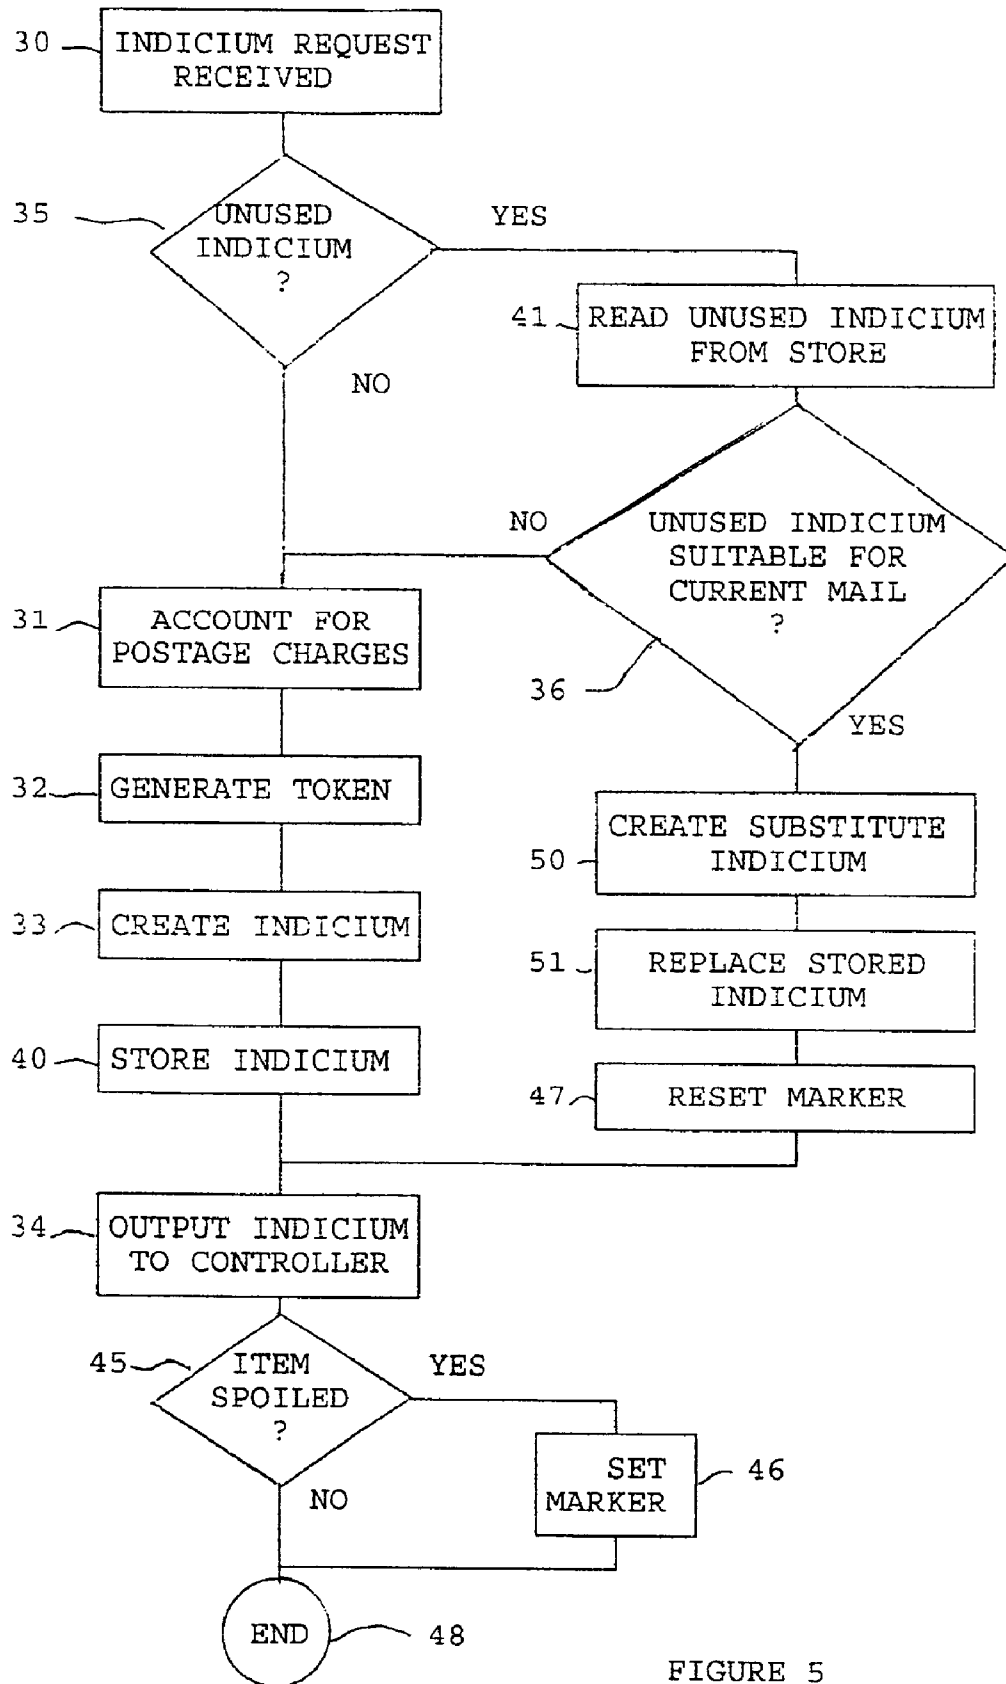 30
INDICIUM REQUEST
RECEIVED
35
UNUSED
INDICIUM
?
YES
NO
41
READ UNUSED INDICIUM
FROM STORE
NO
UNUSED INDICIUM
SUITABLE FOR
CURRENT MAIL
?
36
YES
31
ACCOUNT FOR
POSTAGE CHARGES
32
GENERATE TOKEN
33
CREATE INDICIUM
40
STORE INDICIUM
50
CREATE SUBSTITUTE
INDICIUM
51
REPLACE STORED
INDICIUM
47
RESET MARKER
34
OUTPUT INDICIUM
TO CONTROLLER
45
ITEM
SPOILED
?
YES
NO
SET
MARKER
46
END
48
FIGURE 5